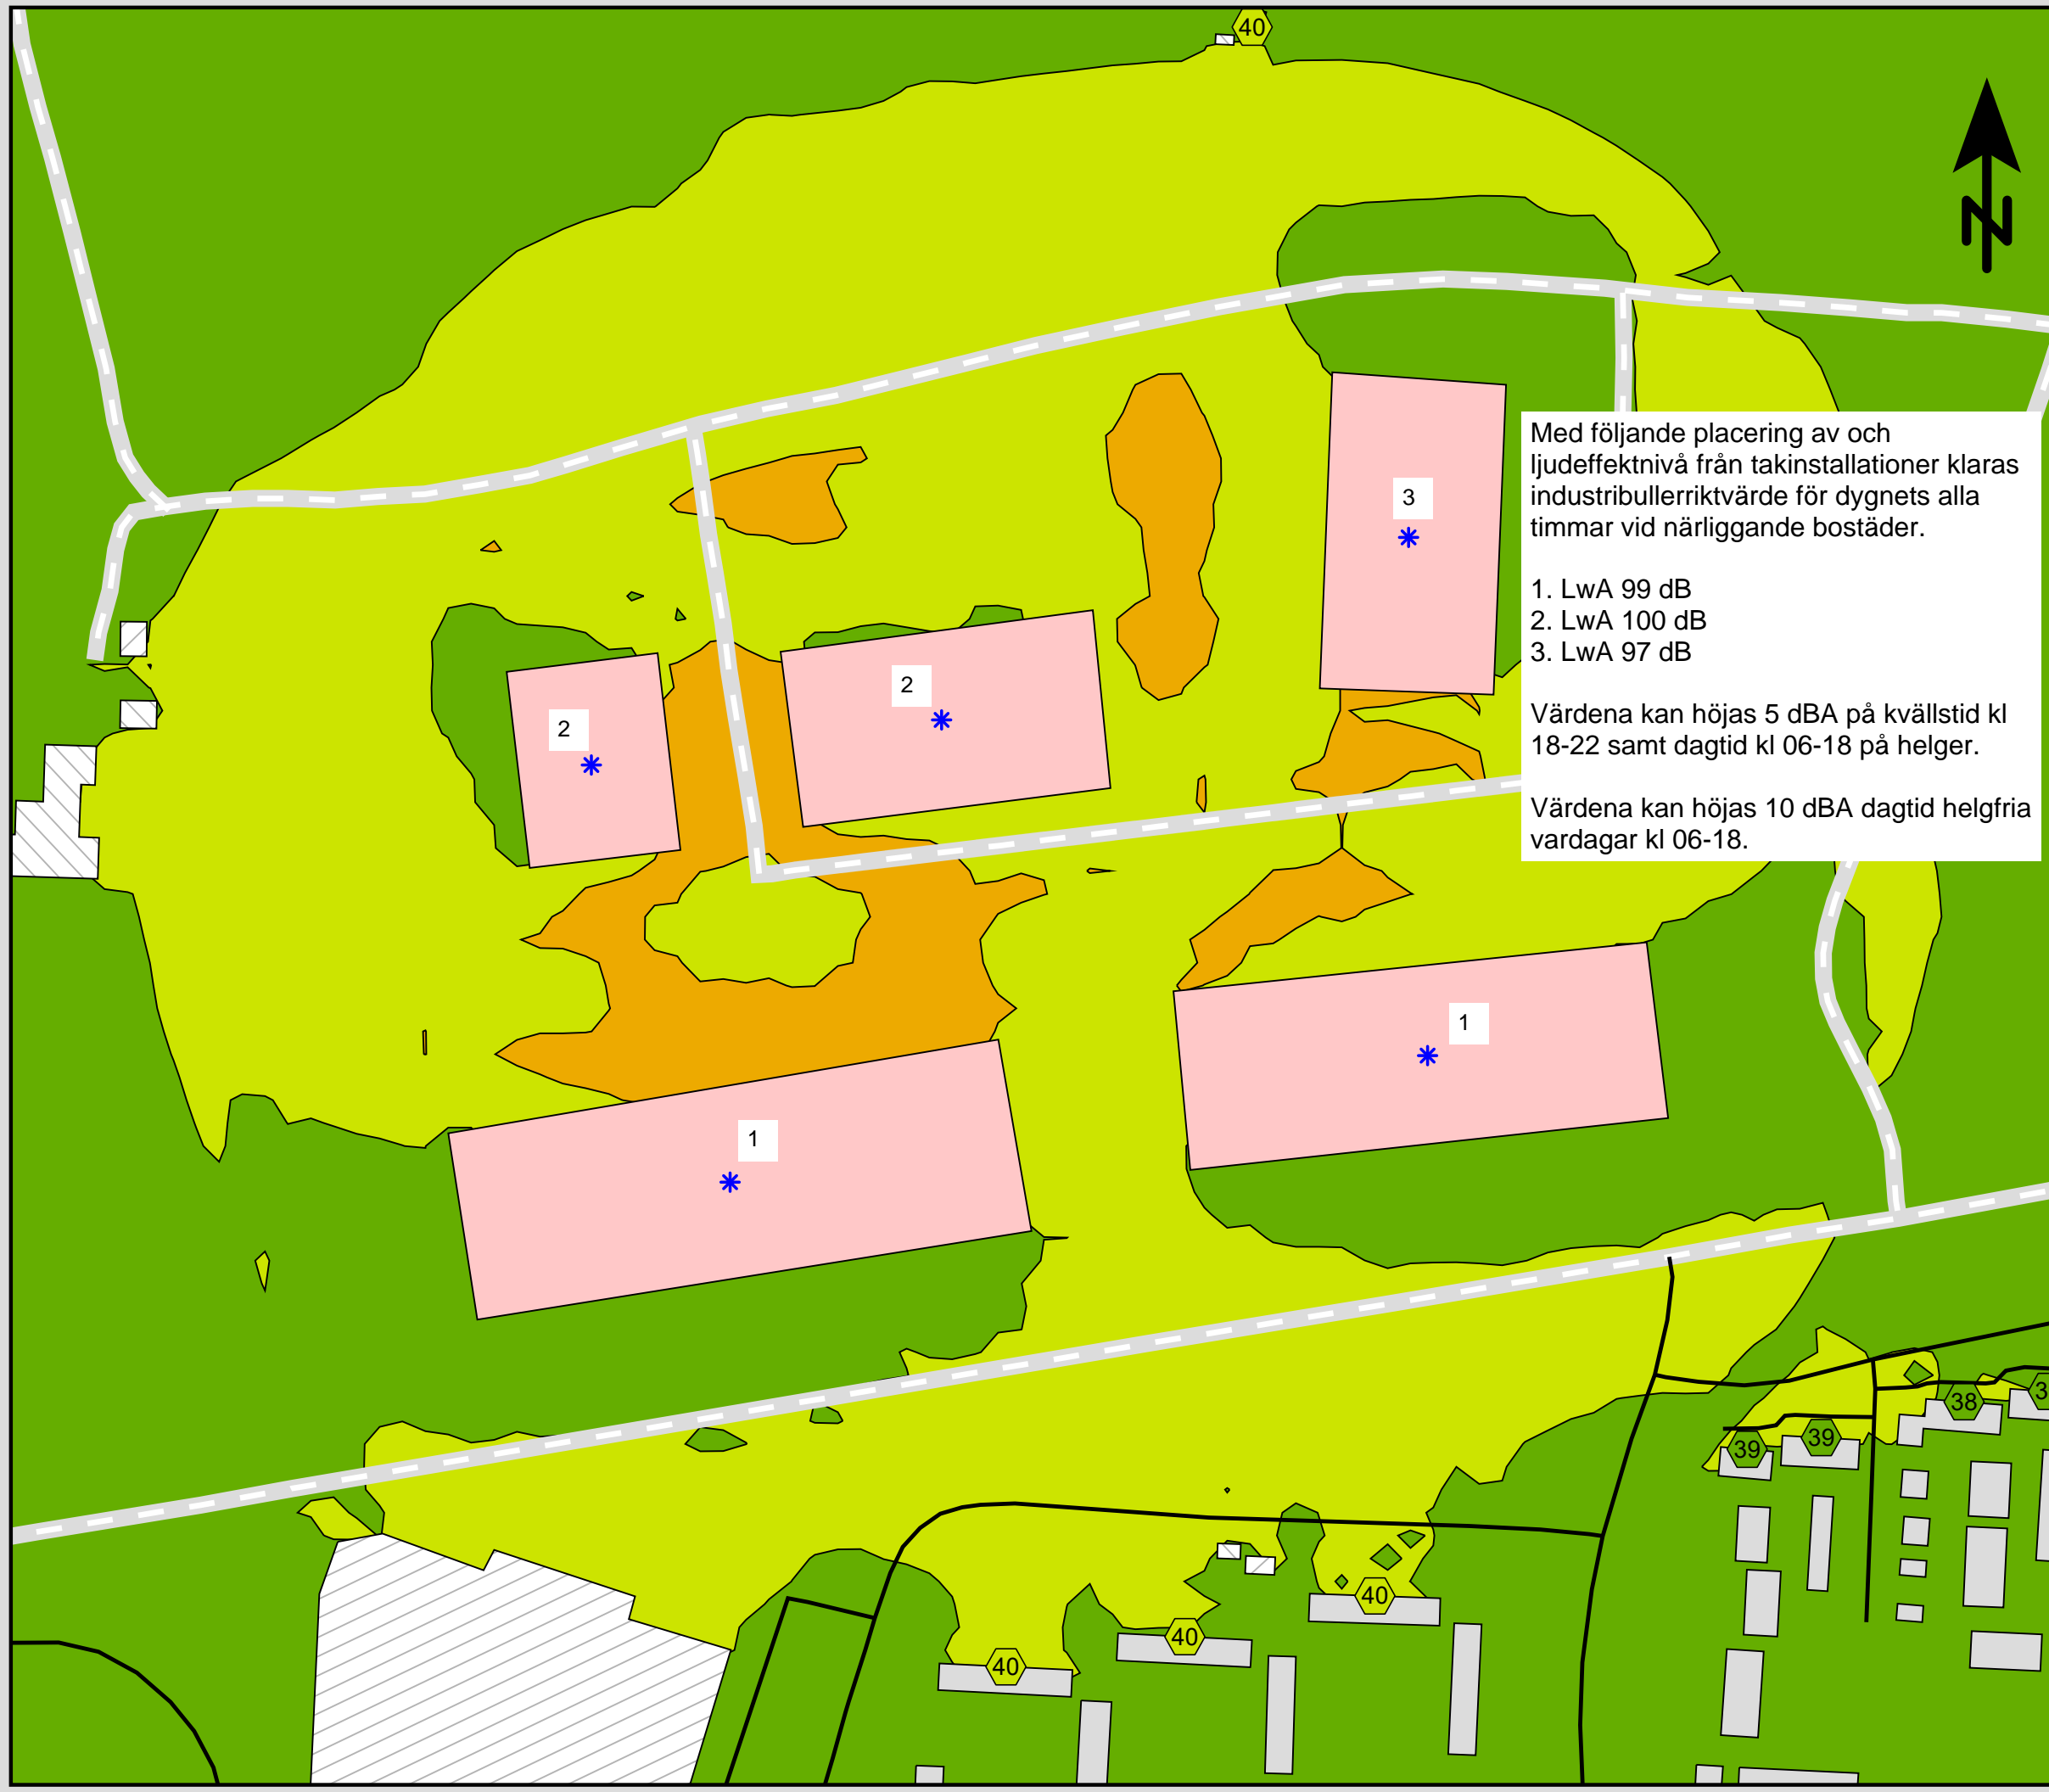 40
N
Med följande placering av och
ljudeffektnivå från takinstallationer klaras
industribullerriktvärde för dygnets alla
timmar vid närliggande bostäder.
1. LwA 99 dB
2. LwA 100 dB
3. LwA 97 dB
Värdena kan höjas 5 dBA på kvällstid kl
18-22 samt dagtid kl 06-18 på helger.
Värdena kan höjas 10 dBA dagtid helgfria
vardagar kl 06-18.
3
2
2
1
1
38
39
39
40
40
40